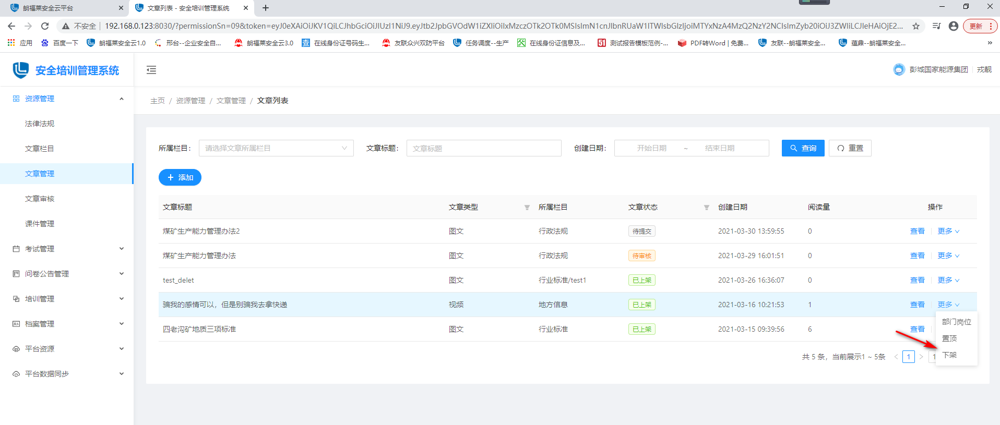 朗福莱安全云平台
文章列表 - 安全培训管理系统
不安全
192.168.0.123:8030/?permissionSn=09&token=eyJ0eXAiOiJKV1QiLCJhbGciOiJIUzI1NiJ9.eyJtb2JpbGVOdW1iZXIiOiIxMzczOTk2OTk0MSIsImN1cnJlbnRUaW1lTWlsbGlzIjoiMTYxNzA4MzQ2NzY2NCIsImZyb20iOiJ3ZWIiLCJleHAiOjE2...
更新
应用
百度一下
朗福莱安全云1.0
邢台--企业安全自...
朗福莱安全云3.0
查
在线身份证号码生...
友联众兴双防平台
任务调度--生产
在线身份证信息及...
51
测试报告模板范例-...
PDF转Word | 免费...
友联--朗福莱安全...
蕴鼎--朗福莱安全...
安全培训管理系统
彭城国家能源集团
戎靓
资源管理
法律法规
文章栏目
文章管理
文章审核
课件管理
考试管理
问卷公告管理
培训管理
档案管理
平台资源
平台数据同步
主页 / 资源管理 / 文章管理 / 文章列表
所属栏目： 请选择文章所属栏目
文章标题： 文章标题
创建日期： 开始日期 ~ 结束日期
查询
重置
添加
文章标题 文章类型 所属栏目 文章状态 创建日期 阅读量 操作
煤矿生产能力管理办法2 图文 行政法规 待提交 2021-03-30 13:59:55 0 查看 更多
煤矿生产能力管理办法 图文 行政法规 待审核 2021-03-29 16:01:51 0 查看 更多
test_delet 图文 行业标准/test1 已上架 2021-03-26 16:36:07 0 查看 更多
骗我的感情可以，但是别骗我去拿快递 视频 地方信息 已上架 2021-03-16 10:21:53 1 查看 更多
四老沟矿地质三项标准 图文 行业标准 已上架 2021-03-15 09:39:56 6 查看
部门岗位
置顶
下架
共 5 条，当前展示1 ~ 5条 < 1 > 1